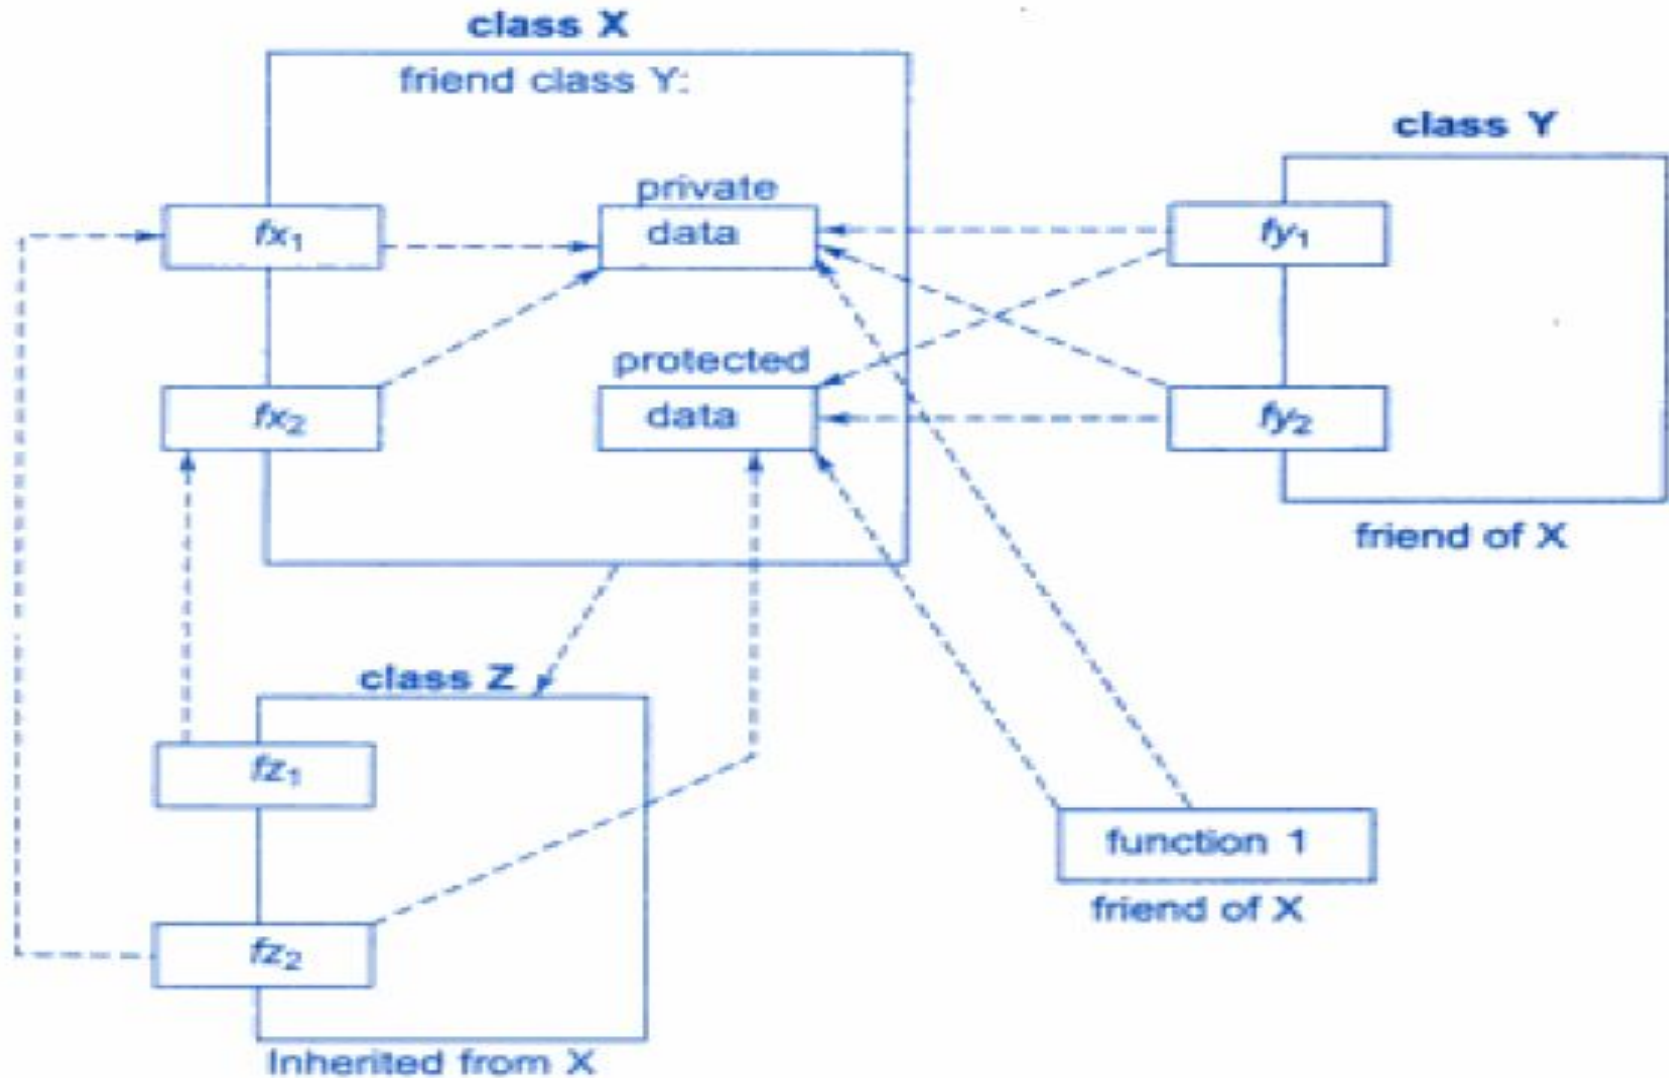 class X
friend class Y:
class Y
private
data
fx1
fy1
protected
data
fx2
fy2
friend of X
class Z
fz1
function 1
friend of X
fz2
Inherited from X